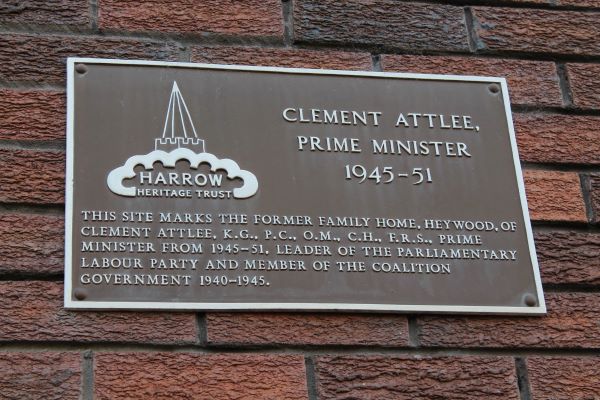 CLEMENT ATTLEE,
PRIME MINISTER
1945-51
HARROW
HERITAGE TRUST
THIS SITE MARKS THE FORMER FAMILY HOME, HEYWOOD, OF
CLEMENT ATTLEE, K.G., P.C., O.M., C.H., F.R.S., PRIME
MINISTER FROM 1945-51. LEADER OF THE PARLIAMENTARY
LABOUR PARTY AND MEMBER OF THE COALITION
GOVERNMENT 1940-1945.